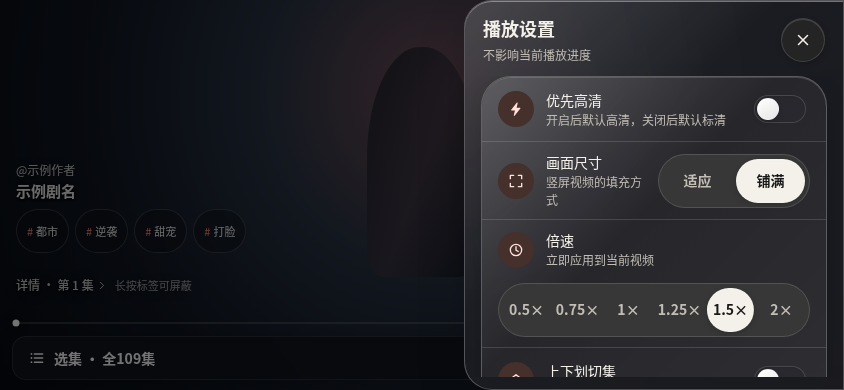 播放设置
不影响当前播放进度
优先高清
开启后默认高清，关闭后默认标清
画面尺寸
竖屏视频的填充方
式
适应 铺满
倍速
立即应用到当前视频
0.5× 0.75× 1× 1.25× 1.5× 2×
上下划切集
@示例作者
示例剧名
# 都市 # 逆袭 # 甜宠 # 打脸
详情 · 第 1 集 > 长按标签可屏蔽
选集 · 全109集